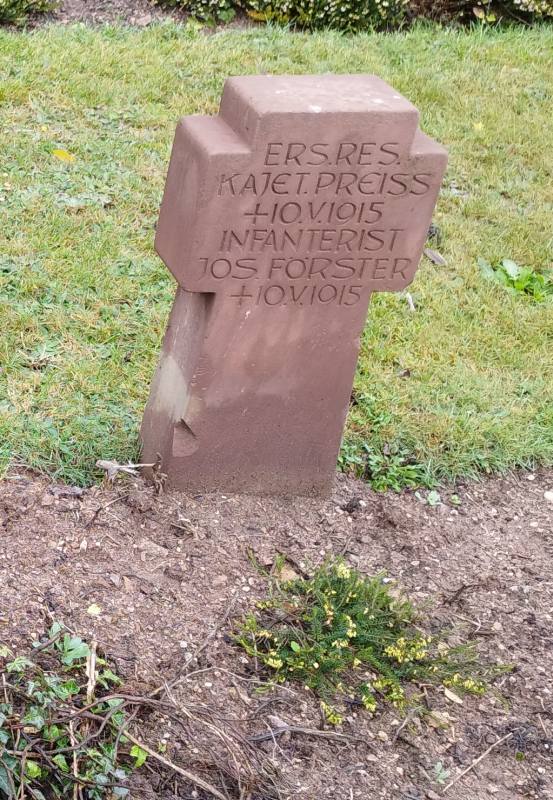 ERS.RES.
KAJET.PREISS
+10.V.1915
INFANTERIST
JOS.FÖRSTER
+10.V.1915